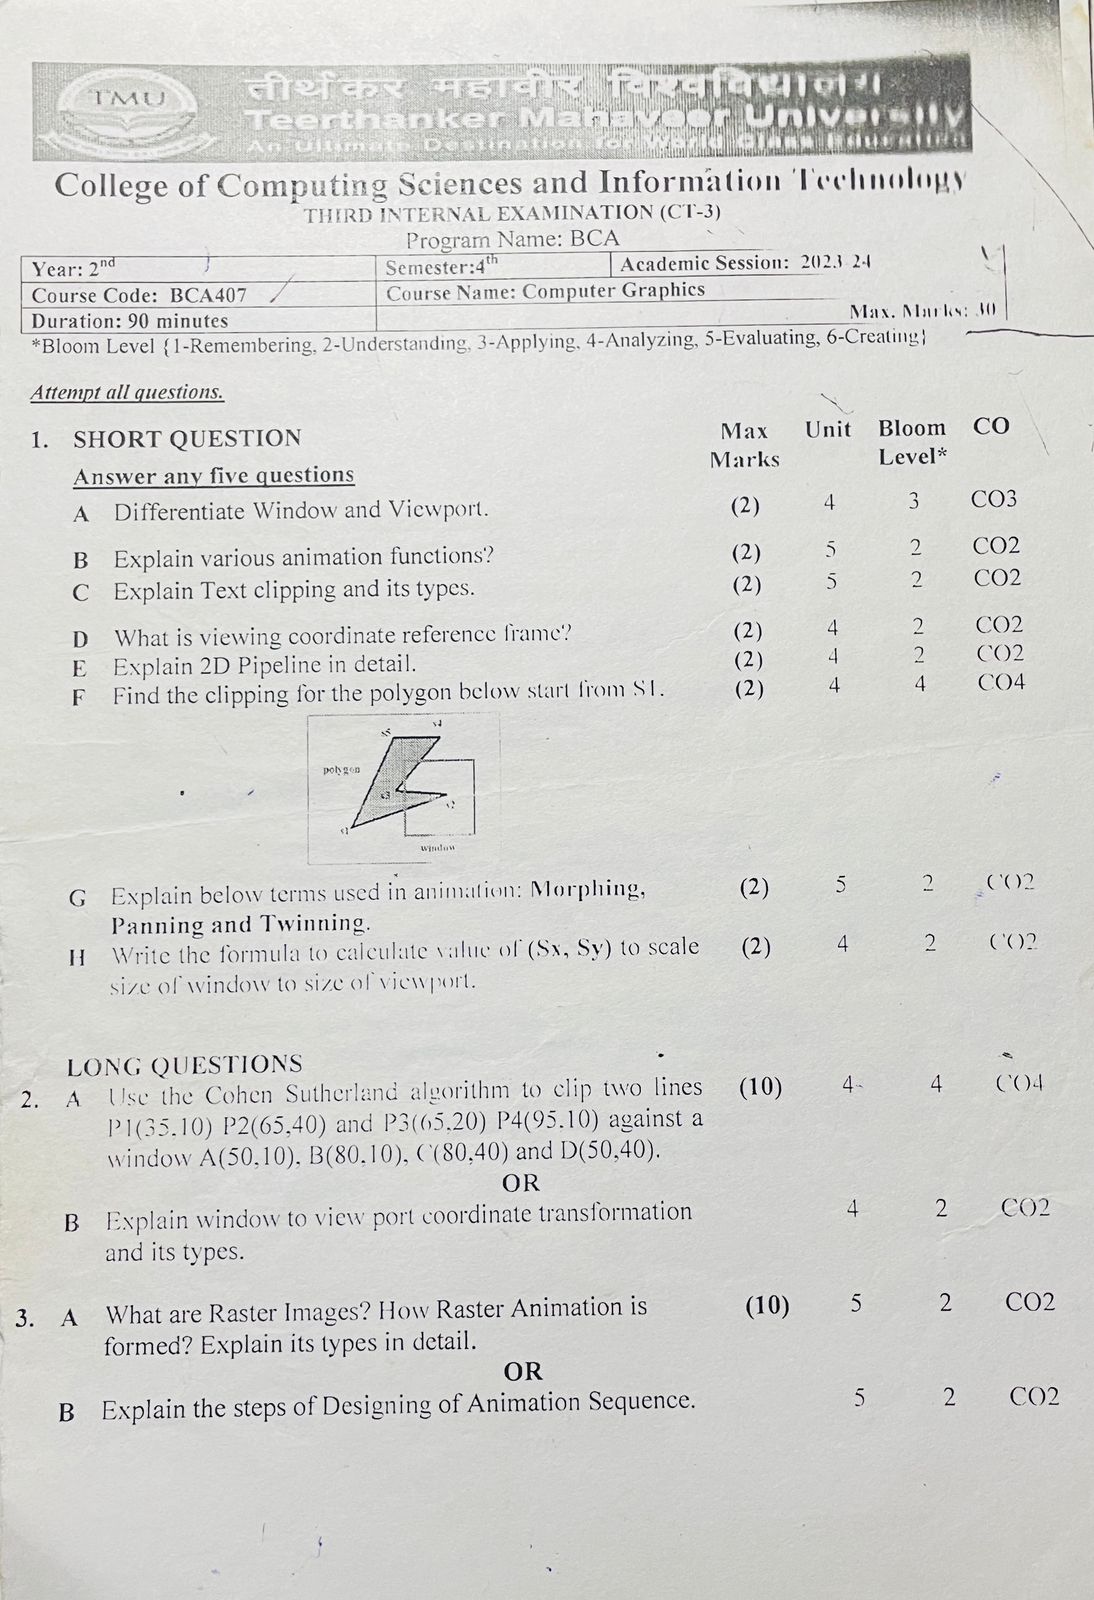 TMU
तीर्थंकर महावीर विश्वविद्यालय
Teerthanker Mahaveer University
An Ultimate Destination for World Class Education
College of Computing Sciences and Information Technology
THIRD INTERNAL EXAMINATION (CT-3)
Program Name: BCA
Year: 2nd Semester:4th Academic Session: 2023-24
Course Code: BCA407 Course Name: Computer Graphics
Duration: 90 minutes Max. Marks: 30
*Bloom Level {1-Remembering, 2-Understanding, 3-Applying, 4-Analyzing, 5-Evaluating, 6-Creating}
Attempt all questions.
1. SHORT QUESTION Max Marks Unit Bloom Level* CO
Answer any five questions
A Differentiate Window and Viewport. (2) 4 3 CO3
B Explain various animation functions? (2) 5 2 CO2
C Explain Text clipping and its types. (2) 5 2 CO2
D What is viewing coordinate reference frame? (2) 4 2 CO2
E Explain 2D Pipeline in detail. (2) 4 2 CO2
F Find the clipping for the polygon below start from S1. (2) 4 4 CO4
s5 s4
polygon
s3 s2
s1
window
G Explain below terms used in animation: Morphing, (2) 5 2 CO2
Panning and Twinning.
H Write the formula to calculate value of (Sx, Sy) to scale (2) 4 2 CO2
size of window to size of viewport.
LONG QUESTIONS
2. A Use the Cohen Sutherland algorithm to clip two lines (10) 4 4 CO4
P1(35,10) P2(65,40) and P3(65,20) P4(95,10) against a
window A(50,10), B(80,10), C(80,40) and D(50,40).
OR
B Explain window to view port coordinate transformation 4 2 CO2
and its types.
3. A What are Raster Images? How Raster Animation is (10) 5 2 CO2
formed? Explain its types in detail.
OR
B Explain the steps of Designing of Animation Sequence. 5 2 CO2